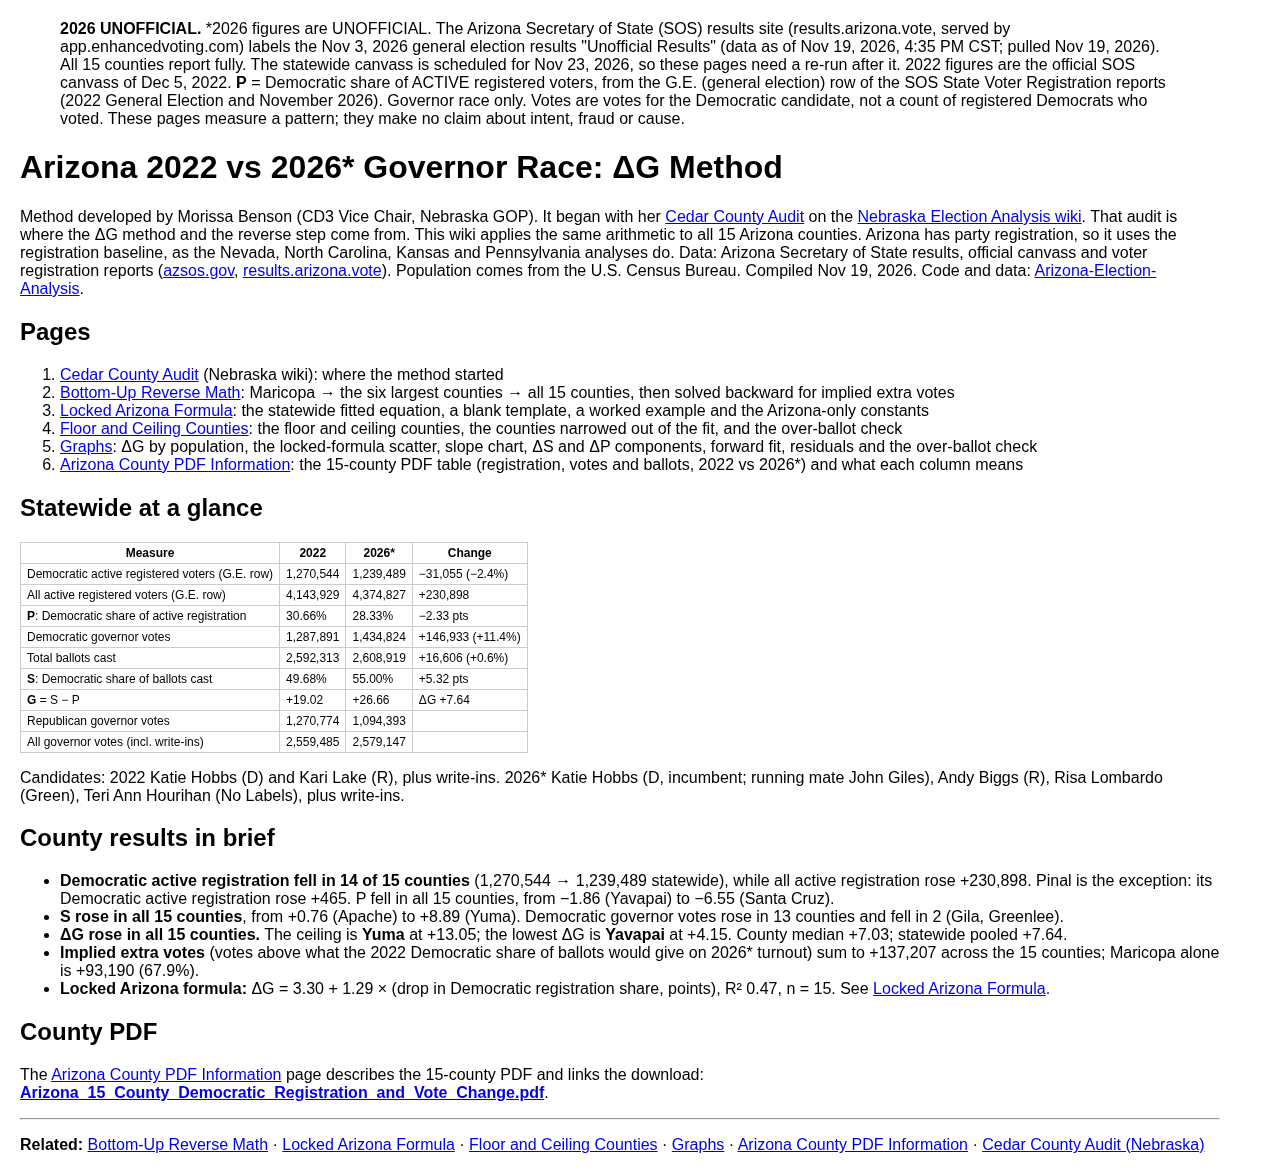 2026 UNOFFICIAL. *2026 figures are UNOFFICIAL. The Arizona Secretary of State (SOS) results site (results.arizona.vote, served by
app.enhancedvoting.com) labels the Nov 3, 2026 general election results "Unofficial Results" (data as of Nov 19, 2026, 4:35 PM CST; pulled Nov 19, 2026).
All 15 counties report fully. The statewide canvass is scheduled for Nov 23, 2026, so these pages need a re-run after it. 2022 figures are the official SOS
canvass of Dec 5, 2022. P = Democratic share of ACTIVE registered voters, from the G.E. (general election) row of the SOS State Voter Registration reports
(2022 General Election and November 2026). Governor race only. Votes are votes for the Democratic candidate, not a count of registered Democrats who
voted. These pages measure a pattern; they make no claim about intent, fraud or cause.
Arizona 2022 vs 2026* Governor Race: ΔG Method
Method developed by Morissa Benson (CD3 Vice Chair, Nebraska GOP). It began with her Cedar County Audit on the Nebraska Election Analysis wiki. That audit is
where the ΔG method and the reverse step come from. This wiki applies the same arithmetic to all 15 Arizona counties. Arizona has party registration, so it uses the
registration baseline, as the Nevada, North Carolina, Kansas and Pennsylvania analyses do. Data: Arizona Secretary of State results, official canvass and voter
registration reports (azsos.gov, results.arizona.vote). Population comes from the U.S. Census Bureau. Compiled Nov 19, 2026. Code and data: Arizona-Election-
Analysis.
Pages
1. Cedar County Audit (Nebraska wiki): where the method started
2. Bottom-Up Reverse Math: Maricopa → the six largest counties → all 15 counties, then solved backward for implied extra votes
3. Locked Arizona Formula: the statewide fitted equation, a blank template, a worked example and the Arizona-only constants
4. Floor and Ceiling Counties: the floor and ceiling counties, the counties narrowed out of the fit, and the over-ballot check
5. Graphs: ΔG by population, the locked-formula scatter, slope chart, ΔS and ΔP components, forward fit, residuals and the over-ballot check
6. Arizona County PDF Information: the 15-county PDF table (registration, votes and ballots, 2022 vs 2026*) and what each column means
Statewide at a glance
Measure 2022 2026* Change
Democratic active registered voters (G.E. row) 1,270,544 1,239,489 −31,055 (−2.4%)
All active registered voters (G.E. row) 4,143,929 4,374,827 +230,898
P: Democratic share of active registration 30.66% 28.33% −2.33 pts
Democratic governor votes 1,287,891 1,434,824 +146,933 (+11.4%)
Total ballots cast 2,592,313 2,608,919 +16,606 (+0.6%)
S: Democratic share of ballots cast 49.68% 55.00% +5.32 pts
G = S − P +19.02 +26.66 ΔG +7.64
Republican governor votes 1,270,774 1,094,393
All governor votes (incl. write-ins) 2,559,485 2,579,147
Candidates: 2022 Katie Hobbs (D) and Kari Lake (R), plus write-ins. 2026* Katie Hobbs (D, incumbent; running mate John Giles), Andy Biggs (R), Risa Lombardo
(Green), Teri Ann Hourihan (No Labels), plus write-ins.
County results in brief
• Democratic active registration fell in 14 of 15 counties (1,270,544 → 1,239,489 statewide), while all active registration rose +230,898. Pinal is the exception: its
Democratic active registration rose +465. P fell in all 15 counties, from −1.86 (Yavapai) to −6.55 (Santa Cruz).
• S rose in all 15 counties, from +0.76 (Apache) to +8.89 (Yuma). Democratic governor votes rose in 13 counties and fell in 2 (Gila, Greenlee).
• ΔG rose in all 15 counties. The ceiling is Yuma at +13.05; the lowest ΔG is Yavapai at +4.15. County median +7.03; statewide pooled +7.64.
• Implied extra votes (votes above what the 2022 Democratic share of ballots would give on 2026* turnout) sum to +137,207 across the 15 counties; Maricopa alone
is +93,190 (67.9%).
• Locked Arizona formula: ΔG = 3.30 + 1.29 × (drop in Democratic registration share, points), R² 0.47, n = 15. See Locked Arizona Formula.
County PDF
The Arizona County PDF Information page describes the 15-county PDF and links the download:
Arizona_15_County_Democratic_Registration_and_Vote_Change.pdf.
Related: Bottom-Up Reverse Math · Locked Arizona Formula · Floor and Ceiling Counties · Graphs · Arizona County PDF Information · Cedar County Audit (Nebraska)